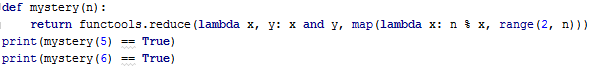 def mystery(n):
    return functools.reduce(lambda x, y: x and y, map(lambda x: n % x, range(2, n)))
print(mystery(5) == True)
print(mystery(6) == True)